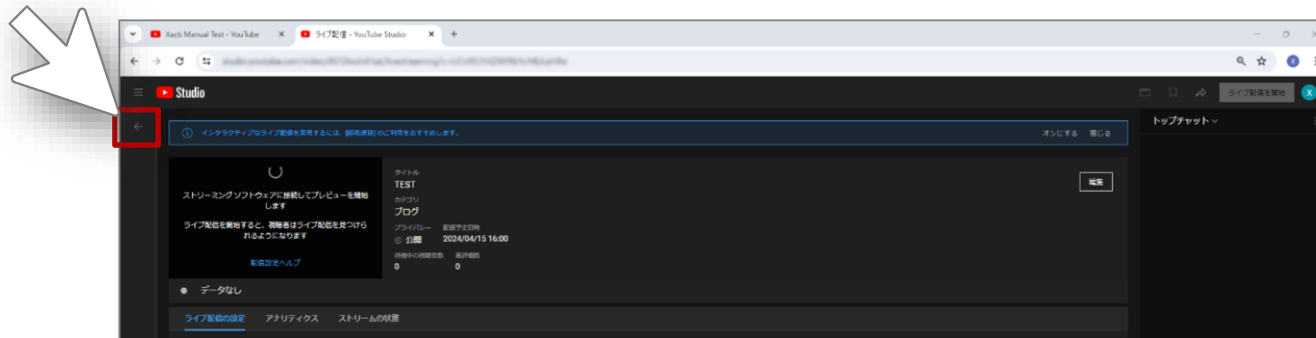 Xacti Manual Test - YouTube
ライブ配信 - YouTube Studio
Studio
ライブ配信を開始
X
インタラクティブなライブ配信を実現するには、[超低遅延]のご利用をおすすめします。
オンにする 閉じる
トップチャット
ストリーミングソフトウェアに接続してプレビューを開始
します
ライブ配信を開始すると、視聴者はライブ配信を見つけら
れるようになります
配信設定ヘルプ
タイトル
TEST
カテゴリ
ブログ
プライバシー 配信予定日時
公開 2024/04/15 16:00
待機中の視聴者数 高評価数
0 0
編集
データなし
ライブ配信の設定 アナリティクス ストリームの状態